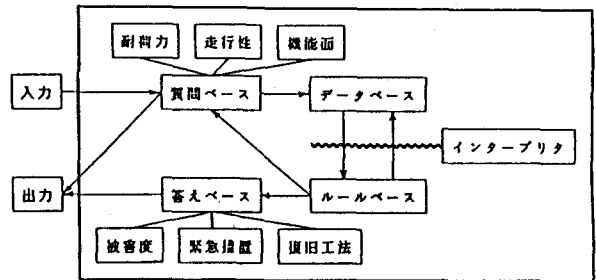 耐荷力 走行性 機能面
入力 質問ベース データベース
インタープリタ
出力 答えベース ルールベース
被害度 緊急措置 復旧工法